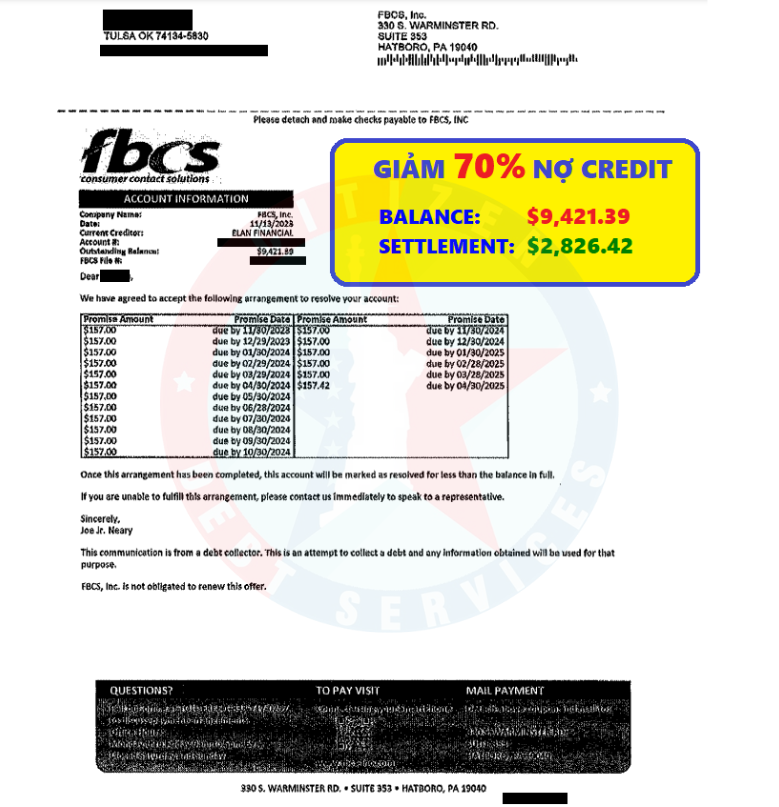 TULSA OK 74134-5830
FBCS, Inc.
330 S. WARMINSTER RD.
SUITE 353
HATBORO, PA 19040
Please detach and make checks payable to FBCS, INC
fbcs
consumer contact solutions
GIẢM 70% NỢ CREDIT
BALANCE: $9,421.39
SETTLEMENT: $2,826.42
ACCOUNT INFORMATION
Company Name: FBCS, Inc.
Date: 11/13/2023
Current Creditor: ELAN FINANCIAL
Account #:
Outstanding Balance: $9,421.39
FBCS File #:
Dear
We have agreed to accept the following arrangement to resolve your account:
Promise Amount Promise Date Promise Amount Promise Date
$157.00 due by 11/30/2023 $157.00 due by 11/30/2024
$157.00 due by 12/29/2023 $157.00 due by 12/30/2024
$157.00 due by 01/30/2024 $157.00 due by 01/30/2025
$157.00 due by 02/29/2024 $157.00 due by 02/28/2025
$157.00 due by 03/29/2024 $157.00 due by 03/28/2025
$157.00 due by 04/30/2024 $157.42 due by 04/30/2025
$157.00 due by 05/30/2024
$157.00 due by 06/28/2024
$157.00 due by 07/30/2024
$157.00 due by 08/30/2024
$157.00 due by 09/30/2024
$157.00 due by 10/30/2024
Once this arrangement has been completed, this account will be marked as resolved for less than the balance in full.
If you are unable to fulfill this arrangement, please contact us immediately to speak to a representative.
Sincerely,
Joe Jr. Neary
This communication is from a debt collector. This is an attempt to collect a debt and any information obtained will be used for that
purpose.
FBCS, Inc. is not obligated to renew this offer.
DEBT SERVICES
QUESTIONS? TO PAY VISIT MAIL PAYMENT
330 S. WARMINSTER RD. • SUITE 353 • HATBORO, PA 19040